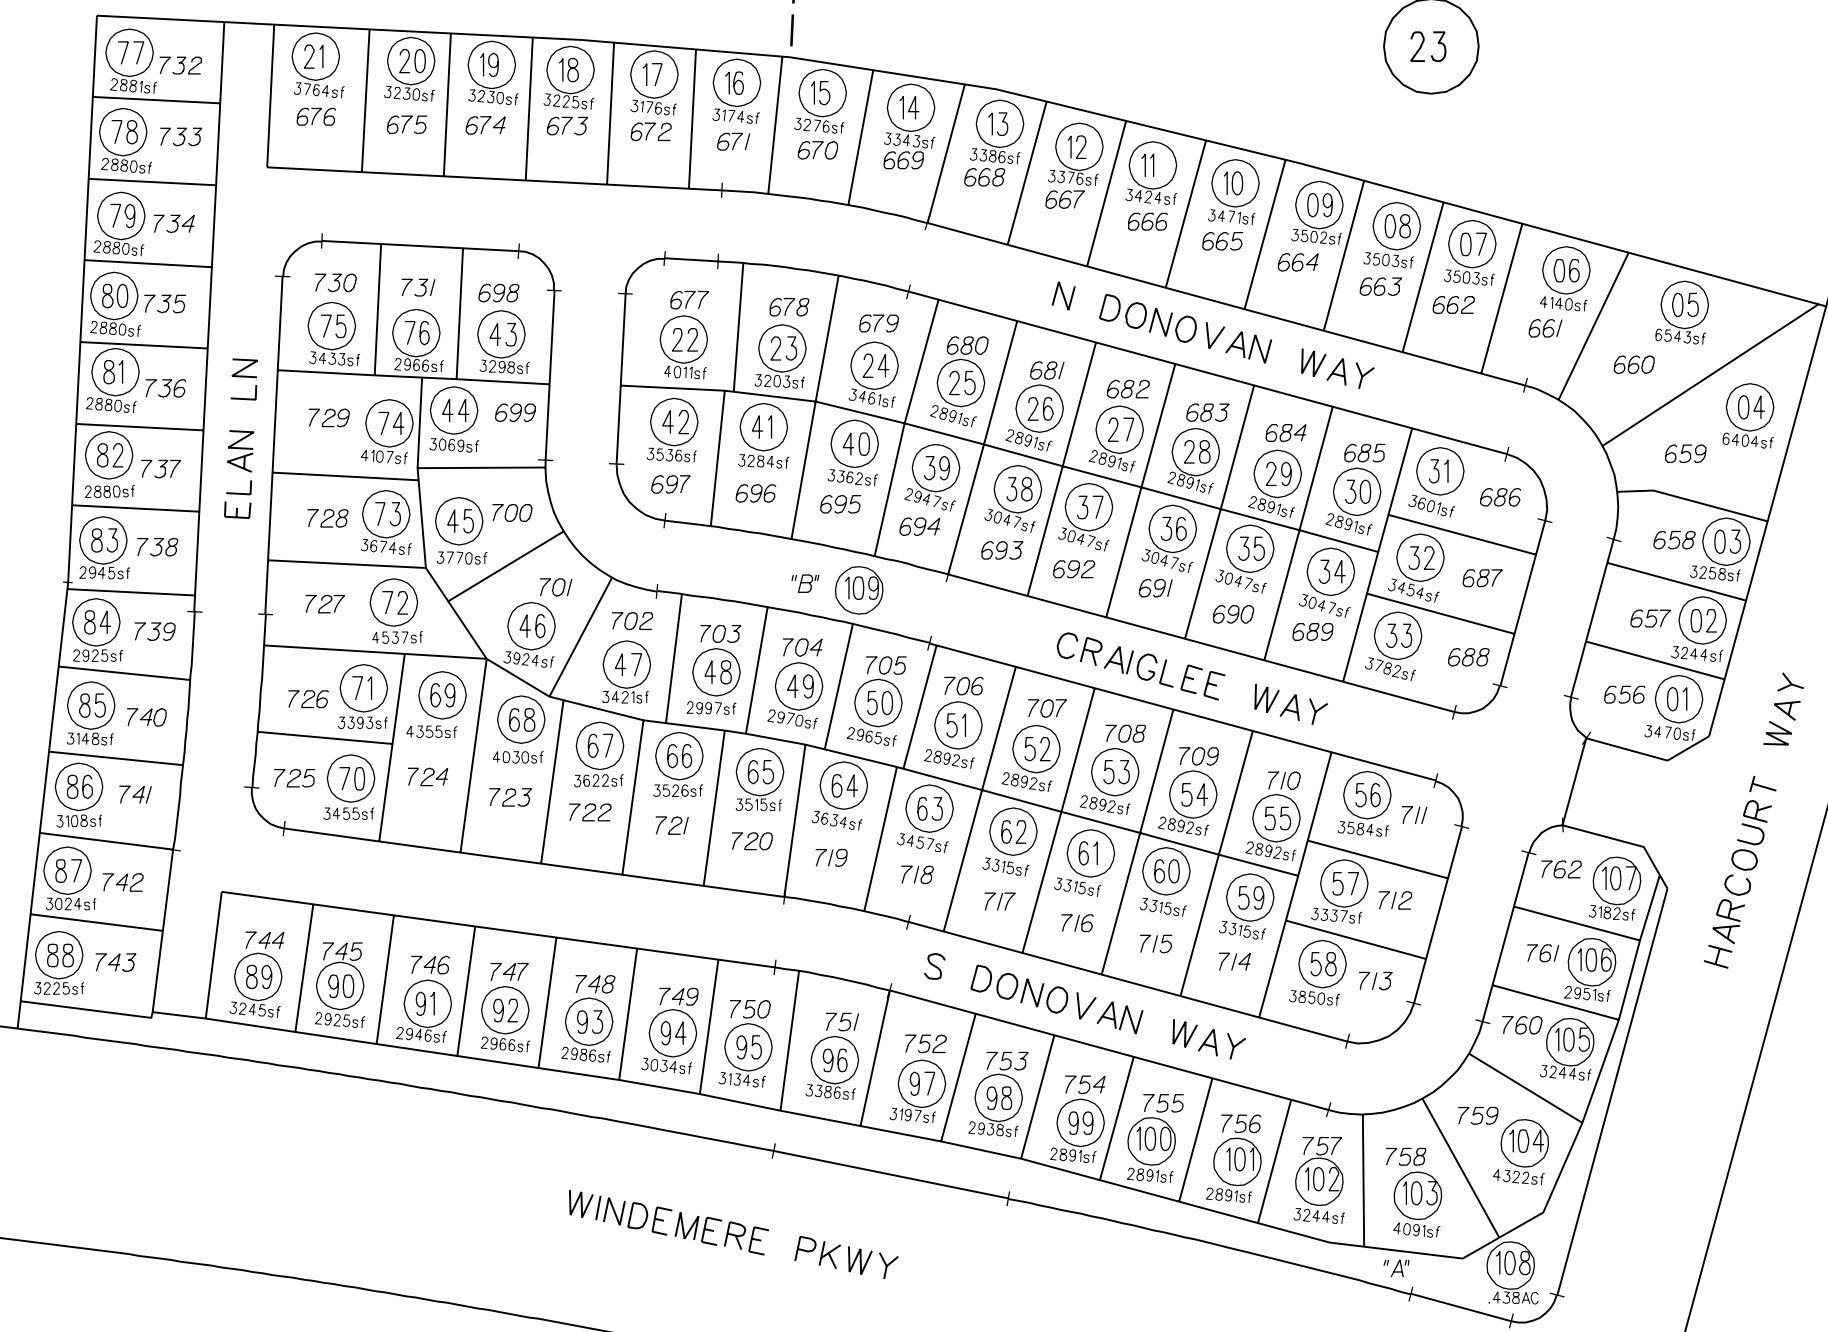 23
77 732
2881sf
78 733
2880sf
79 734
2880sf
80 735
2880sf
81 736
2880sf
82 737
2880sf
83 738
2945sf
84 739
2925sf
85 740
3148sf
86 741
3108sf
87 742
3024sf
88 743
3225sf
ELAN LN
21
3764sf
676
20
3230sf
675
19
3230sf
674
18
3225sf
673
17
3176sf
672
16
3174sf
671
15
3276sf
670
14
3343sf
669
13
3386sf
668
12
3376sf
667
11
3424sf
666
10
3471sf
665
09
3502sf
664
08
3503sf
663
07
3503sf
662
06
4140sf
661
05
6543sf
660
04
6404sf
659
658 03
3258sf
657 02
3244sf
656 01
3470sf
N DONOVAN WAY
730
75
3433sf
731
76
2966sf
698
43
3298sf
729 74
4107sf
44 699
3069sf
728 73
3674sf
45 700
3770sf
727 72
4537sf
701
46
3924sf
726 71
3393sf
725 70
3455sf
69
4355sf
724
68
4030sf
723
67
3622sf
722
66
3526sf
721
65
3515sf
720
64
3634sf
719
63
3457sf
718
62
3315sf
717
61
3315sf
716
60
3315sf
715
59
3315sf
714
702
47
3421sf
703
48
2997sf
704
49
2970sf
705
50
2965sf
706
51
2892sf
707
52
2892sf
708
53
2892sf
709
54
2892sf
710
55
2892sf
56 711
3584sf
57 712
3337sf
58 713
3850sf
677
22
4011sf
678
23
3203sf
679
24
3461sf
680
25
2891sf
681
26
2891sf
682
27
2891sf
683
28
2891sf
684
29
2891sf
685
30
2891sf
31 686
3601sf
32 687
3454sf
33 688
3782sf
42
3536sf
697
41
3284sf
696
40
3362sf
695
39
2947sf
694
38
3047sf
693
37
3047sf
692
36
3047sf
691
35
3047sf
690
34
3047sf
689
"B" 109
CRAIGLEE WAY
HARCOURT WAY
S DONOVAN WAY
744
89
3245sf
745
90
2925sf
746
91
2946sf
747
92
2966sf
748
93
2986sf
749
94
3034sf
750
95
3134sf
751
96
3386sf
752
97
3197sf
753
98
2938sf
754
99
2891sf
755
100
2891sf
756
101
2891sf
757
102
3244sf
758
103
4091sf
759 104
4322sf
760 105
3244sf
761 106
2951sf
762 107
3182sf
WINDEMERE PKWY
"A" 108
.438AC